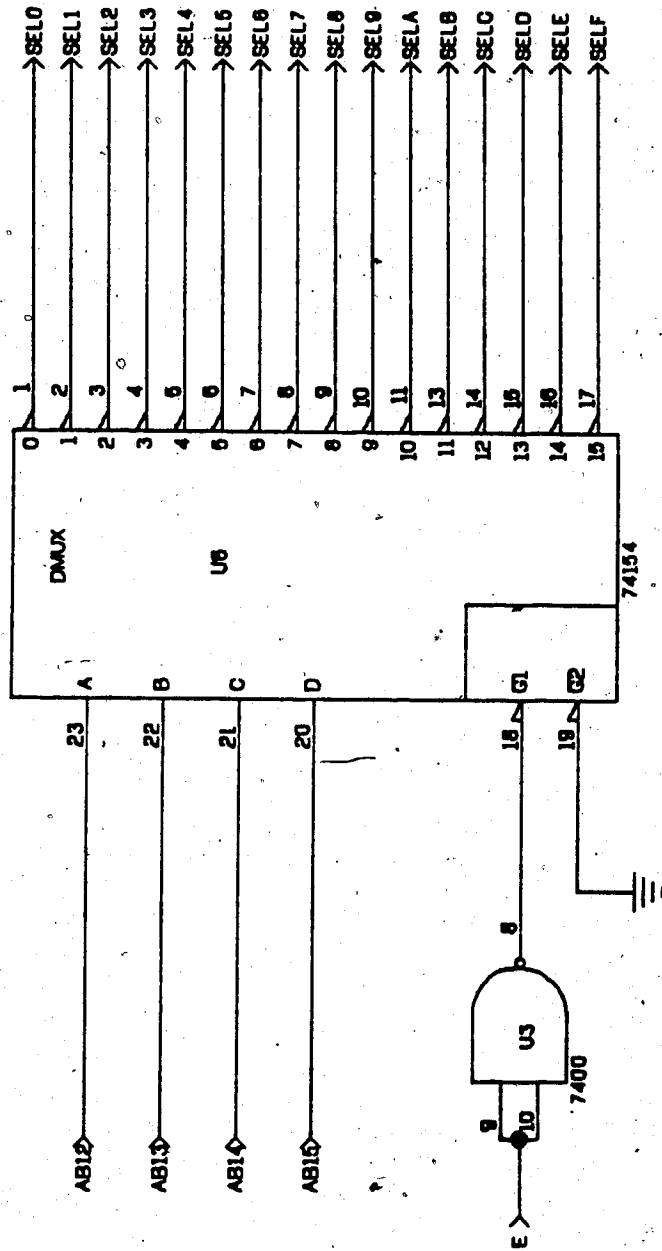 AB12
AB13
AB14
AB15
E
23
22
21
20
A
B
C
D
DMUX
U6
9
10
U3
7400
8
18
19
G1
G2
74154
0 1 SEL0
1 2 SEL1
2 3 SEL2
3 4 SEL3
4 5 SEL4
5 6 SEL5
6 7 SEL6
7 8 SEL7
8 9 SEL8
9 10 SEL9
10 11 SELA
11 13 SELB
12 14 SELC
13 15 SELD
14 16 SELE
15 17 SELF